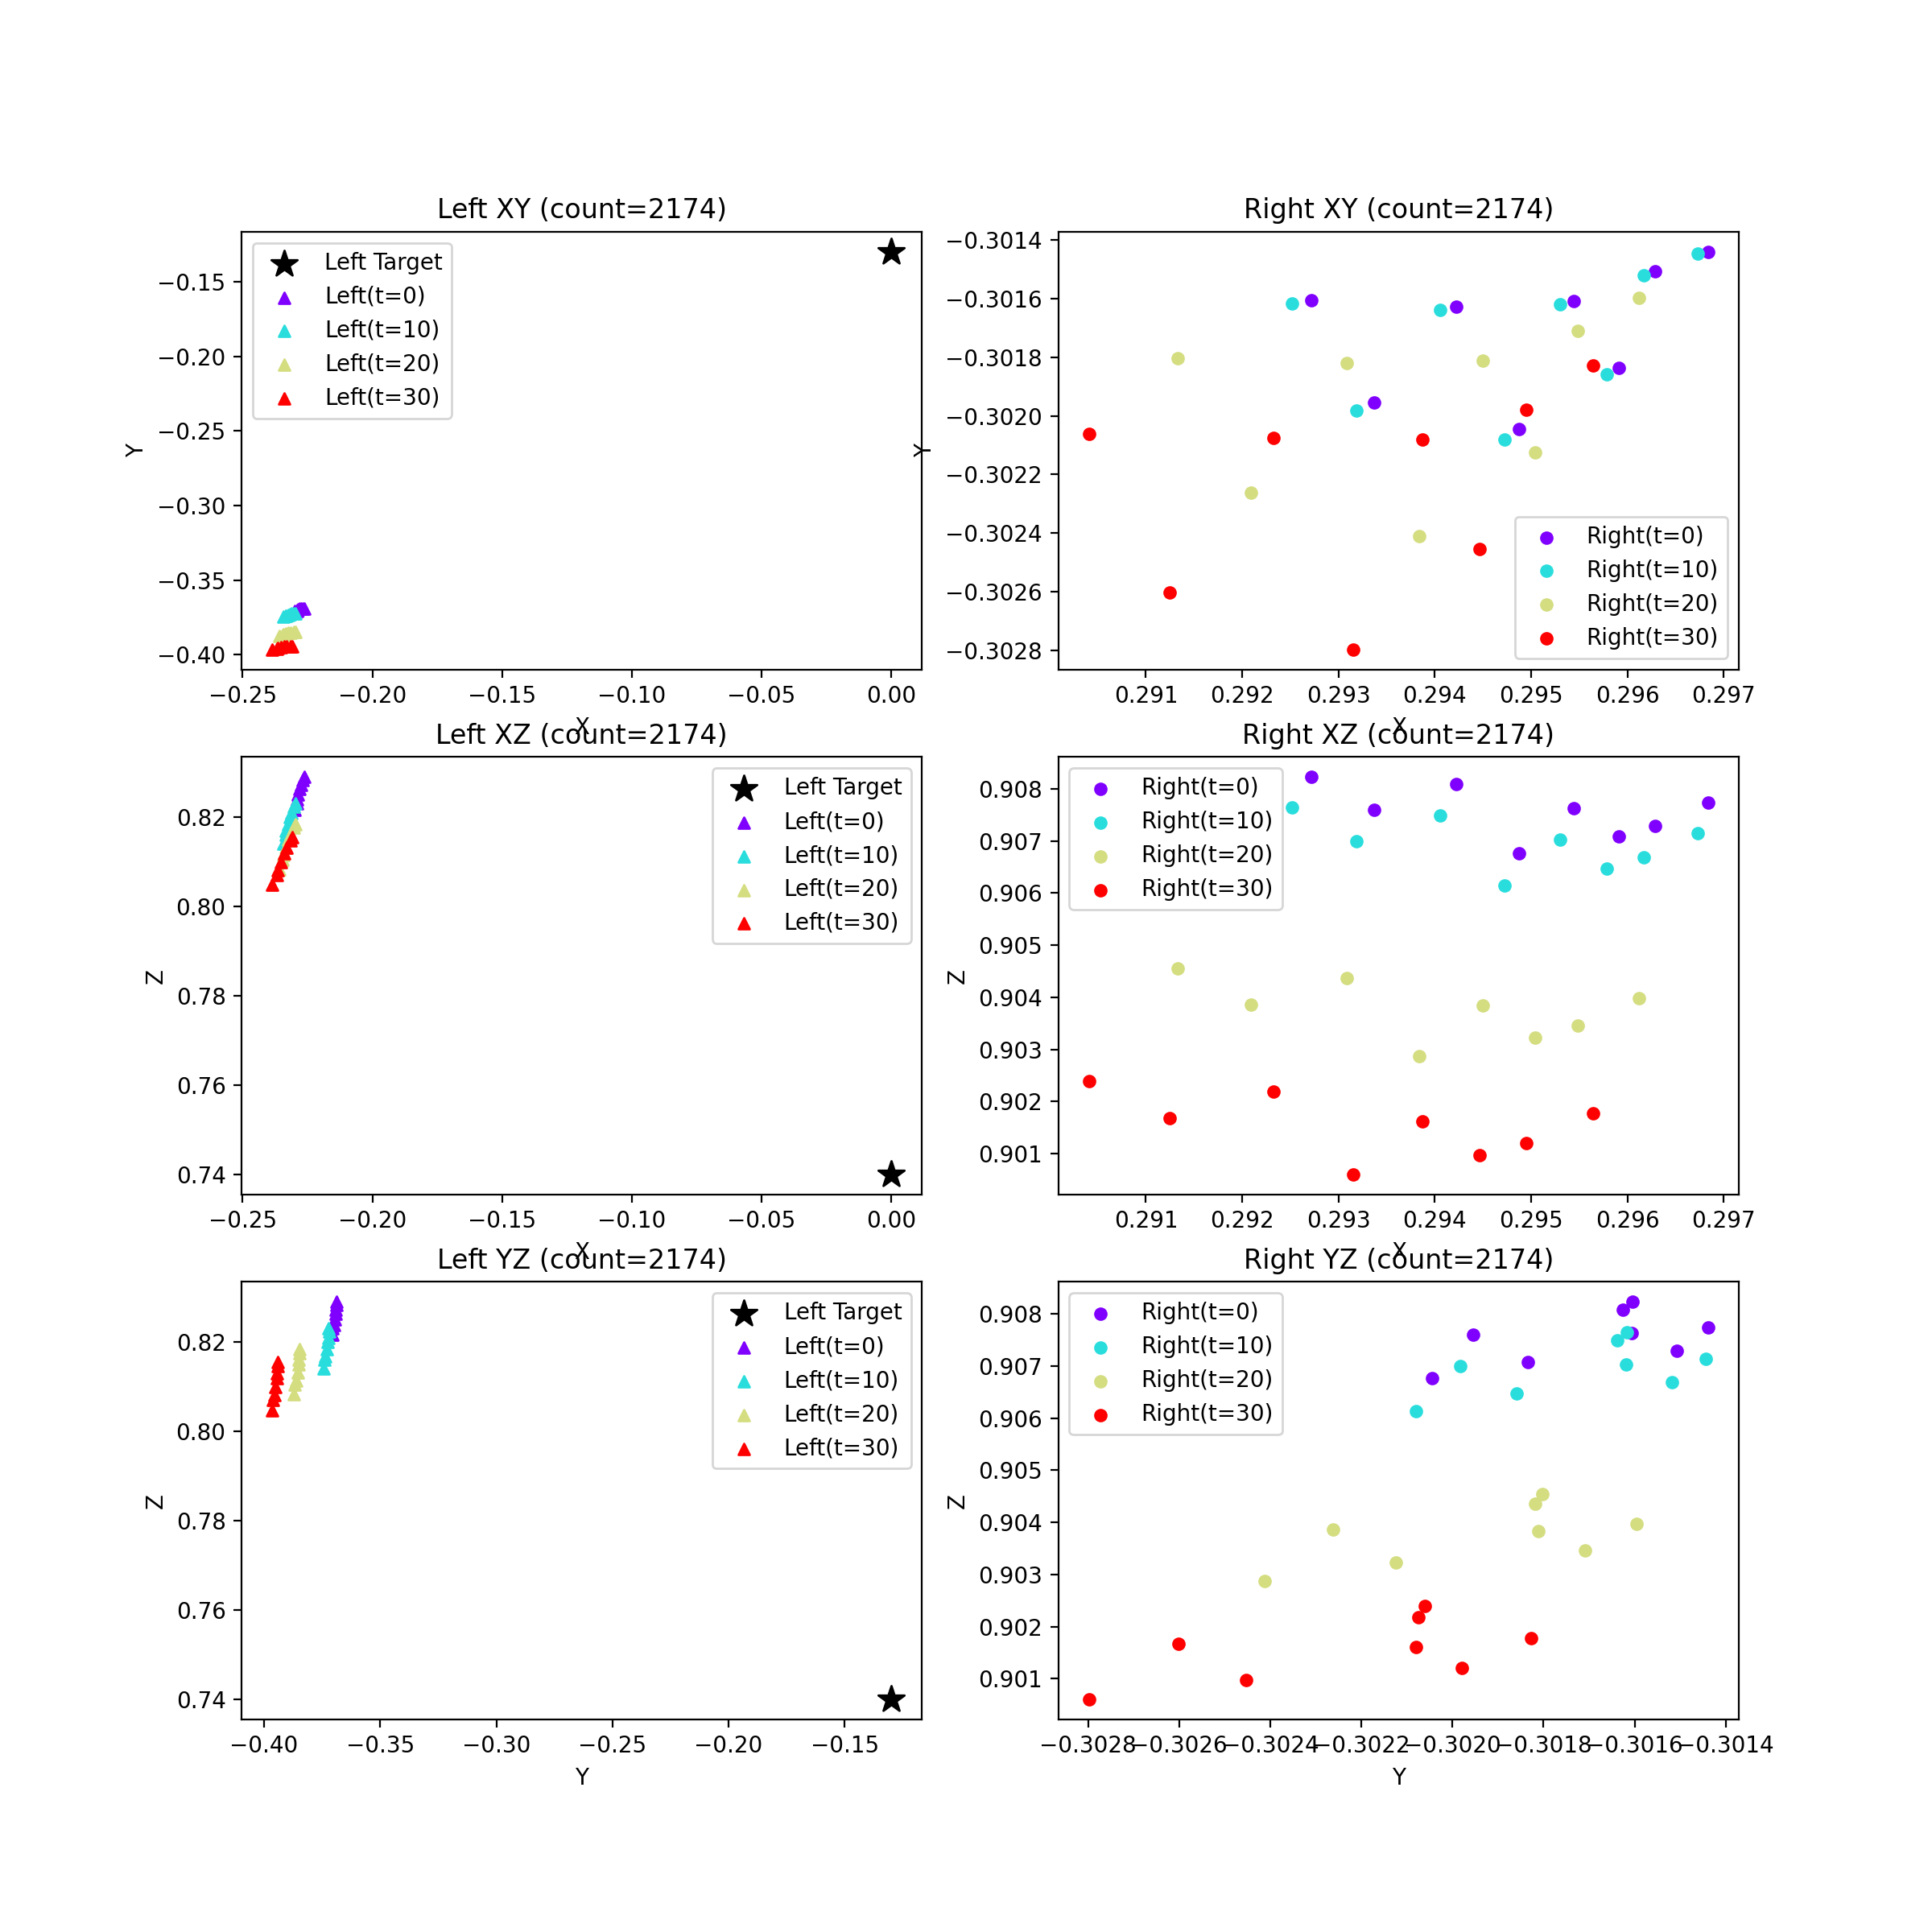 Left XY (count=2174)
Left Target
Left(t=0)
Left(t=10)
Left(t=20)
Left(t=30)
−0.15
−0.20
−0.25
−0.30
−0.35
−0.40
Y
−0.25 −0.20 −0.15 −0.10 −0.05 0.00
X
Right XY (count=2174)
−0.3014
−0.3016
−0.3018
−0.3020
−0.3022
−0.3024
−0.3026
−0.3028
Y
Right(t=0)
Right(t=10)
Right(t=20)
Right(t=30)
0.291 0.292 0.293 0.294 0.295 0.296 0.297
X
Left XZ (count=2174)
Left Target
Left(t=0)
Left(t=10)
Left(t=20)
Left(t=30)
0.82
0.80
0.78
0.76
0.74
Z
−0.25 −0.20 −0.15 −0.10 −0.05 0.00
X
Right XZ (count=2174)
Right(t=0)
Right(t=10)
Right(t=20)
Right(t=30)
0.908
0.907
0.906
0.905
0.904
0.903
0.902
0.901
Z
0.291 0.292 0.293 0.294 0.295 0.296 0.297
X
Left YZ (count=2174)
Left Target
Left(t=0)
Left(t=10)
Left(t=20)
Left(t=30)
0.82
0.80
0.78
0.76
0.74
Z
−0.40 −0.35 −0.30 −0.25 −0.20 −0.15
Y
Right YZ (count=2174)
Right(t=0)
Right(t=10)
Right(t=20)
Right(t=30)
0.908
0.907
0.906
0.905
0.904
0.903
0.902
0.901
Z
−0.3028 −0.3026 −0.3024 −0.3022 −0.3020 −0.3018 −0.3016 −0.3014
Y